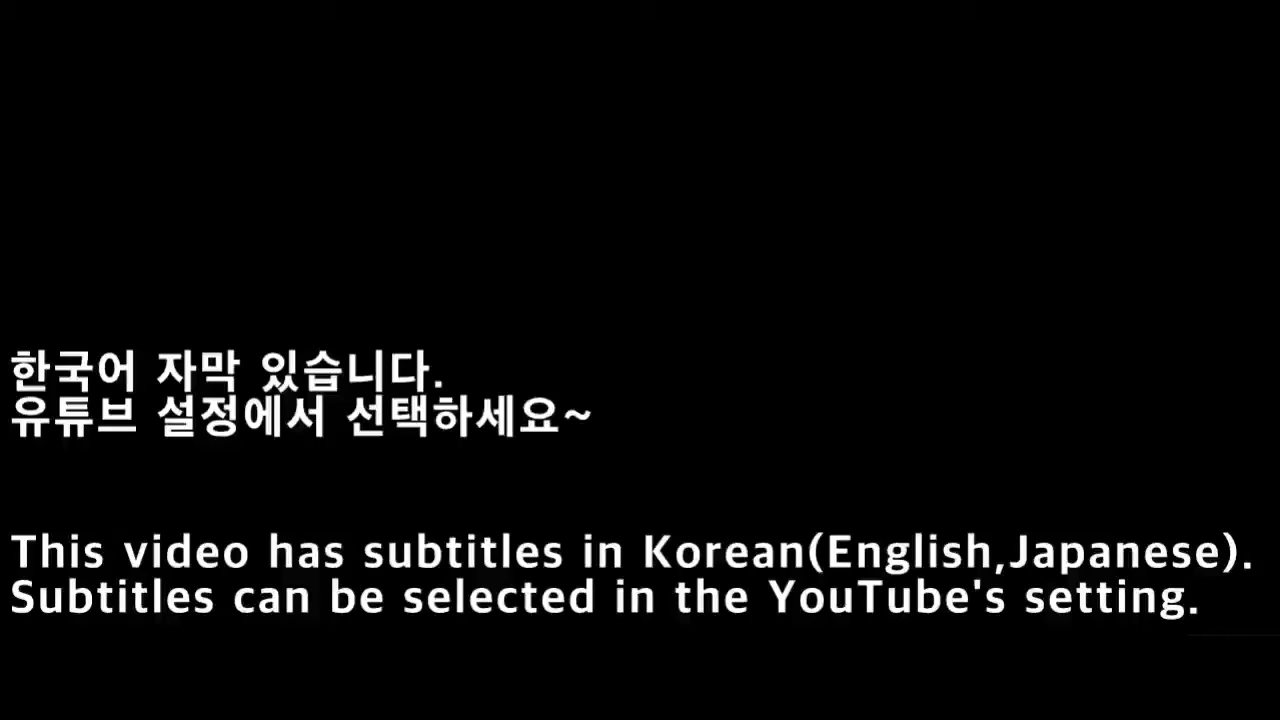 한국어 자막 있습니다.
유튜브 설정에서 선택하세요~
This video has subtitles in Korean(English,Japanese).
Subtitles can be selected in the YouTube's setting.